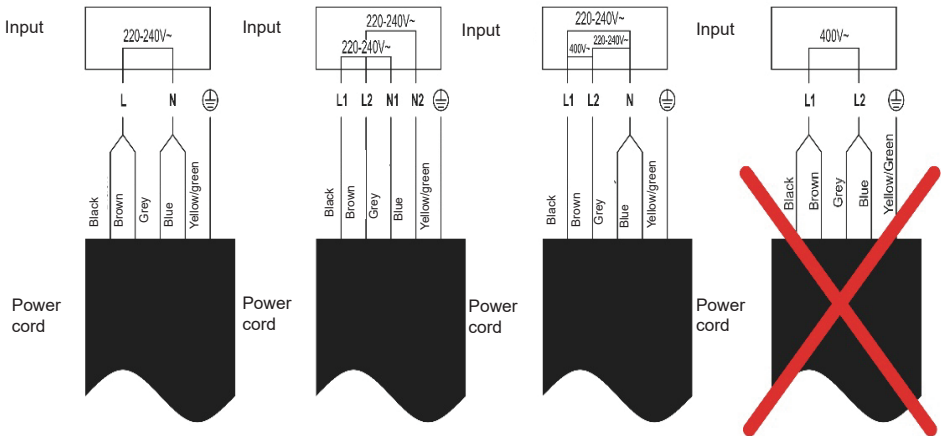 Input
220-240V~
L N
Black
Brown
Grey
Blue
Yellow/green
Power
cord
Input
220-240V~
220-240V~
L1 L2 N1 N2
Black
Brown
Grey
Blue
Yellow/green
Power
cord
Input
220-240V~
400V~
220-240V~
L1 L2 N
Black
Brown
Grey
Blue
Yellow/green
Power
cord
Input
400V~
L1 L2
Black
Brown
Grey
Blue
Yellow/Green
Power
cord